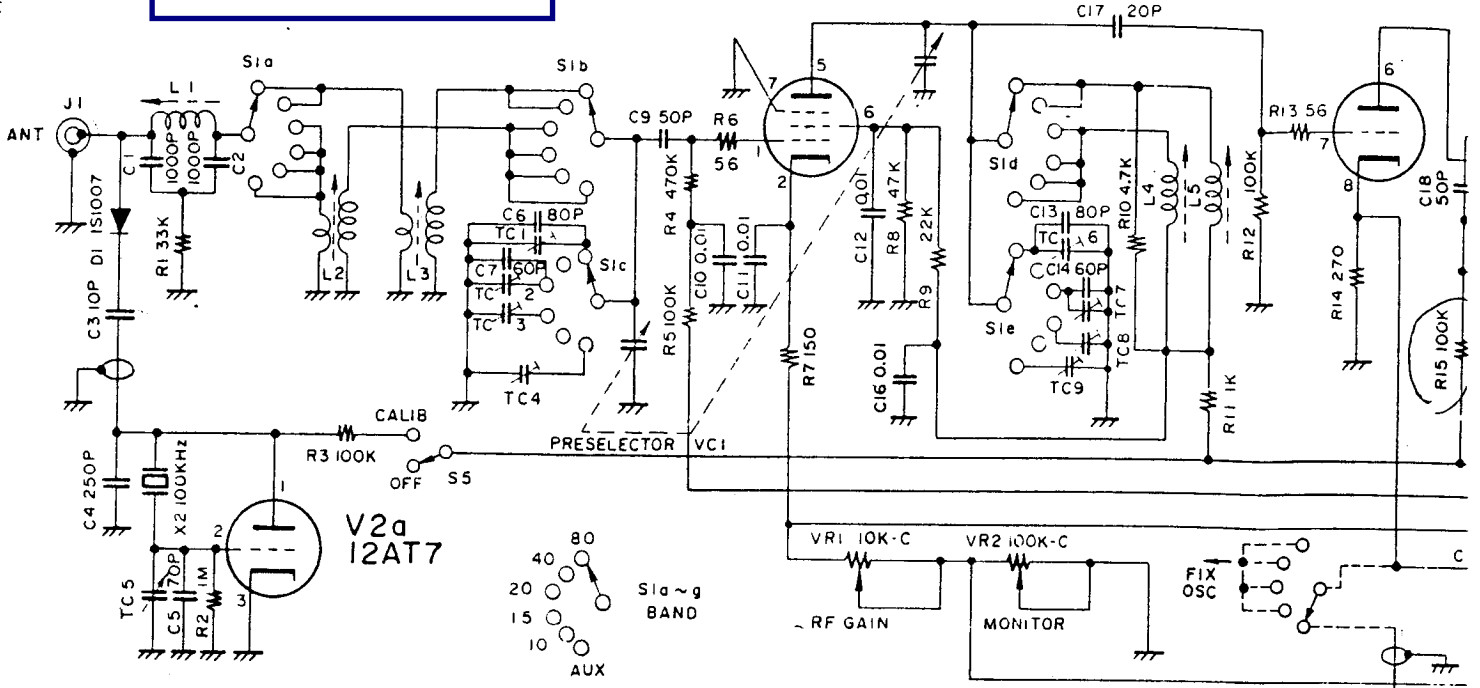 C17 20P
S1a
S1b
L1
J1
ANT
C1
1000P
1000P
C2
C9 50P
R6
56
7
5
6
1
2
S1d
R13 56
7
6
8
D1 1S1007
R1 33K
L2
L3
C6 80P
TC1
C7 60P
TC 2
TC 3
TC4
S1c
R4 470K
C10 0.01
C11 0.01
C12 0.01
R8 47K
R9 22K
C13 80P
TC 6
C14 60P
TC7
TC8
TC9
S1e
R10 4.7K
L4
L5
R12 100K
R14 270
C18
50P
R15 100K
C3 10P
R5 100K
R7 150
C16 0.01
R11 1K
CALIB
R3 100K
OFF
S5
PRESELECTOR VC1
C4 250P
X2 100KHz
1
2
3
V2a
12AT7
TC5
C5 70P
R2 1M
80
40
20
15
10
AUX
S1a~g
BAND
VR1 10K-C
RF GAIN
VR2 100K-C
MONITOR
FIX
OSC
C